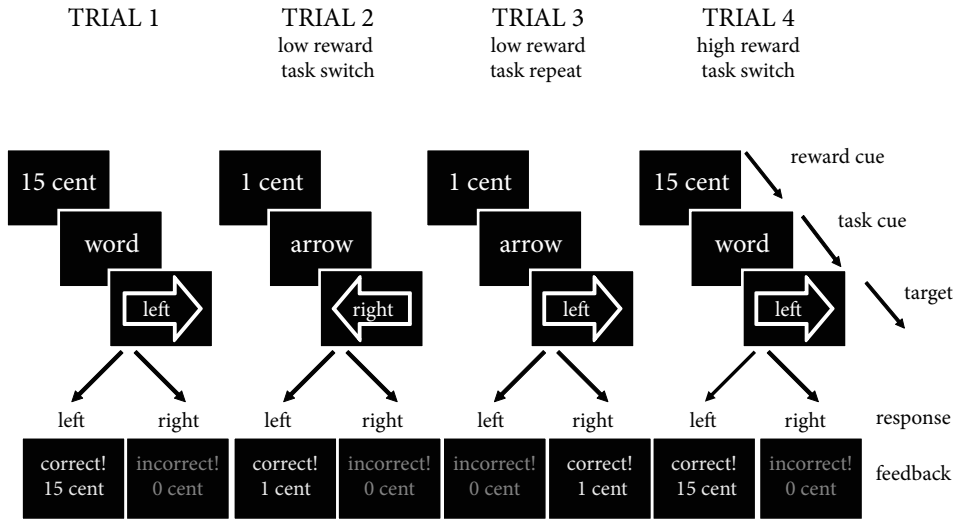 TRIAL 1
TRIAL 2
low reward
task switch
TRIAL 3
low reward
task repeat
TRIAL 4
high reward
task switch
15 cent
word
left
1 cent
arrow
right
1 cent
arrow
left
15 cent
word
left
reward cue
task cue
target
left right left right left right left right response
correct!
15 cent
incorrect!
0 cent
correct!
1 cent
incorrect!
0 cent
incorrect!
0 cent
correct!
1 cent
correct!
15 cent
incorrect!
0 cent
feedback